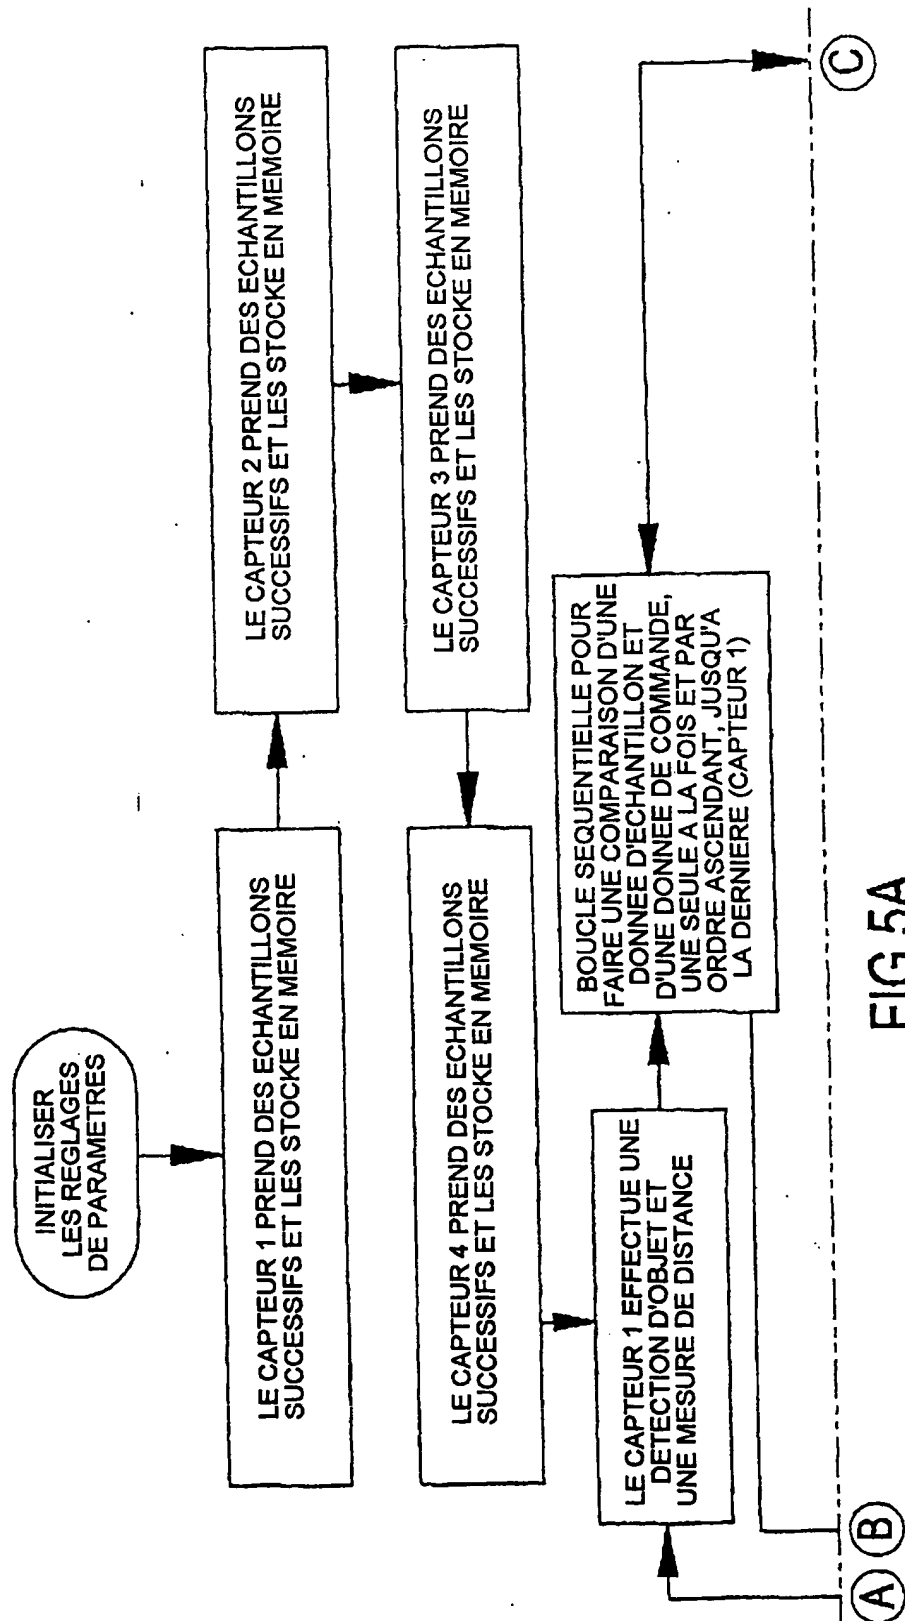 INITIALISER
LES REGLAGES
DE PARAMETRES
LE CAPTEUR 1 PREND DES ECHANTILLONS
SUCCESSIFS ET LES STOCKE EN MEMOIRE
LE CAPTEUR 2 PREND DES ECHANTILLONS
SUCCESSIFS ET LES STOCKE EN MEMOIRE
LE CAPTEUR 3 PREND DES ECHANTILLONS
SUCCESSIFS ET LES STOCKE EN MEMOIRE
LE CAPTEUR 4 PREND DES ECHANTILLONS
SUCCESSIFS ET LES STOCKE EN MEMOIRE
LE CAPTEUR 1 EFFECTUE UNE
DETECTION D'OBJET ET
UNE MESURE DE DISTANCE
BOUCLE SEQUENTIELLE POUR
FAIRE UNE COMPARAISON D'UNE
DONNEE D'ECHANTILLON ET
D'UNE DONNEE DE COMMANDE,
UNE SEULE A LA FOIS ET PAR
ORDRE ASCENDANT, JUSQU'A
LA DERNIERE (CAPTEUR 1)
A
B
C
FIG.5A